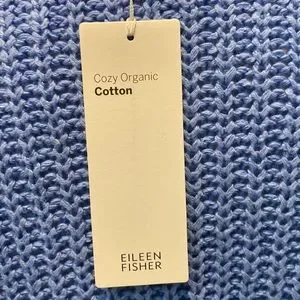 Cozy Organic
Cotton
EILEEN
FISHER